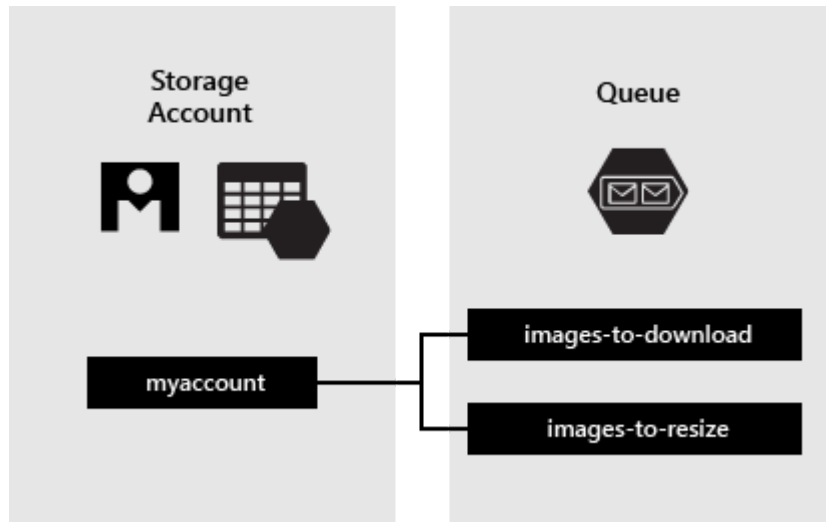 Storage
Account
Queue
myaccount
images-to-download
images-to-resize